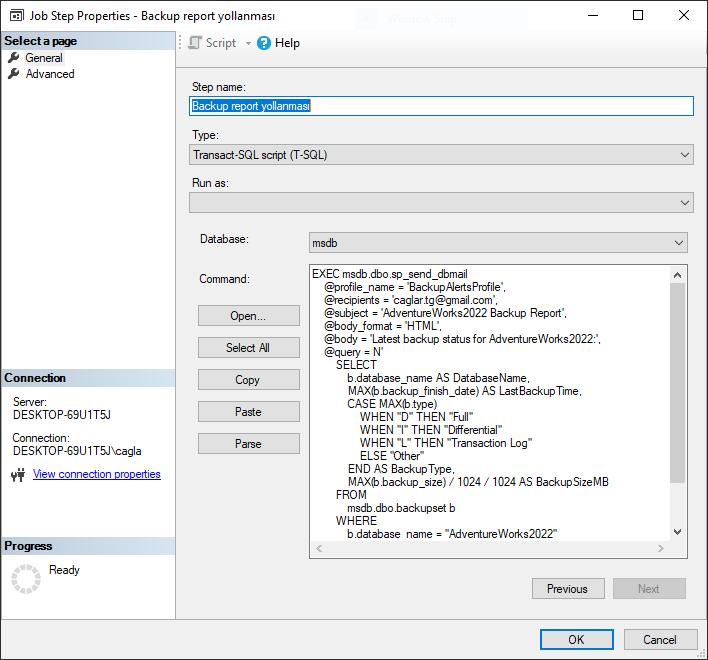 Job Step Properties - Backup report yollanması
Select a page
General
Advanced
Script
Help
Step name:
Backup report yollanması
Type:
Transact-SQL script (T-SQL)
Run as:
Database:
msdb
Command:
Open...
Select All
Copy
Paste
Parse
EXEC msdb.dbo.sp_send_dbmail
@profile_name = 'BackupAlertsProfile',
@recipients = 'caglar.tg@gmail.com',
@subject = 'AdventureWorks2022 Backup Report',
@body_format = 'HTML',
@body = 'Latest backup status for AdventureWorks2022:',
@query = N'
SELECT
b.database_name AS DatabaseName,
MAX(b.backup_finish_date) AS LastBackupTime,
CASE MAX(b.type)
WHEN "D" THEN "Full"
WHEN "I" THEN "Differential"
WHEN "L" THEN "Transaction Log"
ELSE "Other"
END AS BackupType,
MAX(b.backup_size) / 1024 / 1024 AS BackupSizeMB
FROM
msdb.dbo.backupset b
WHERE
b.database_name = "AdventureWorks2022"
Connection
Server:
DESKTOP-69U1T5J
Connection:
DESKTOP-69U1T5J\cagla
View connection properties
Progress
Ready
Previous
Next
OK
Cancel